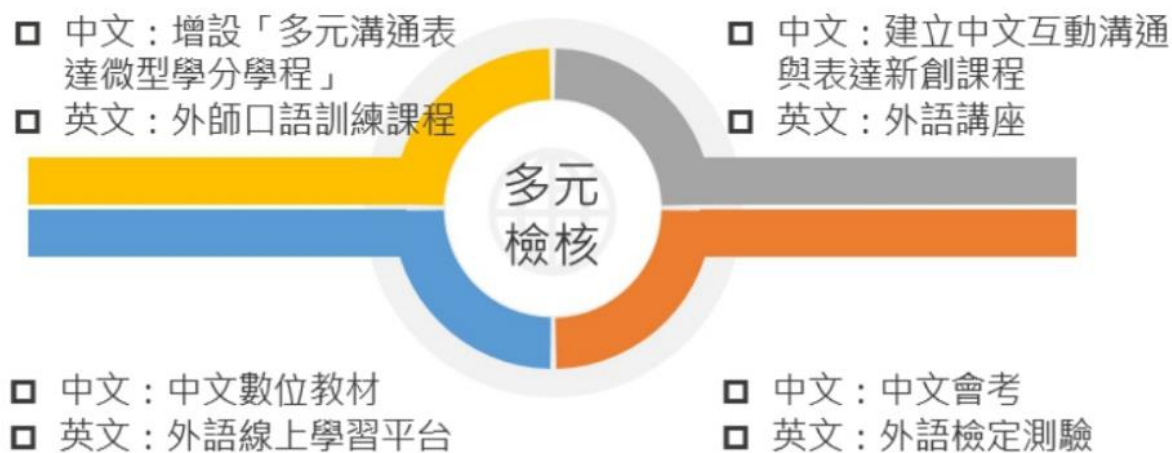 中文：增設「多元溝通表
達微型學分學程」
英文：外師口語訓練課程
中文：建立中文互動溝通
與表達新創課程
英文：外語講座
多元
檢核
中文：中文數位教材
英文：外語線上學習平台
中文：中文會考
英文：外語檢定測驗